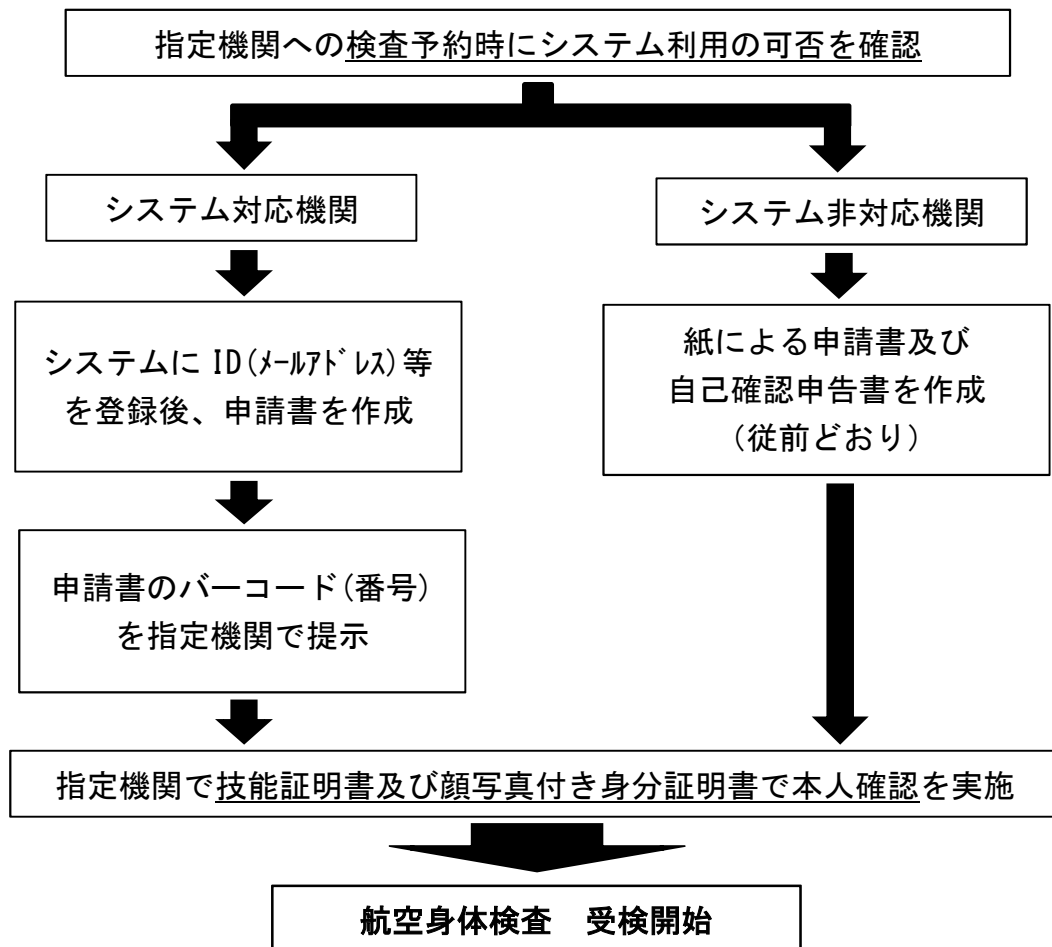 指定機関への検査予約時にシステム利用の可否を確認
システム対応機関
システム非対応機関
システムに ID(ﾒｰﾙｱﾄﾞﾚｽ)等
を登録後、申請書を作成
紙による申請書及び
自己確認申告書を作成
(従前どおり)
申請書のバーコード(番号)
を指定機関で提示
指定機関で技能証明書及び顔写真付き身分証明書で本人確認を実施
航空身体検査　受検開始